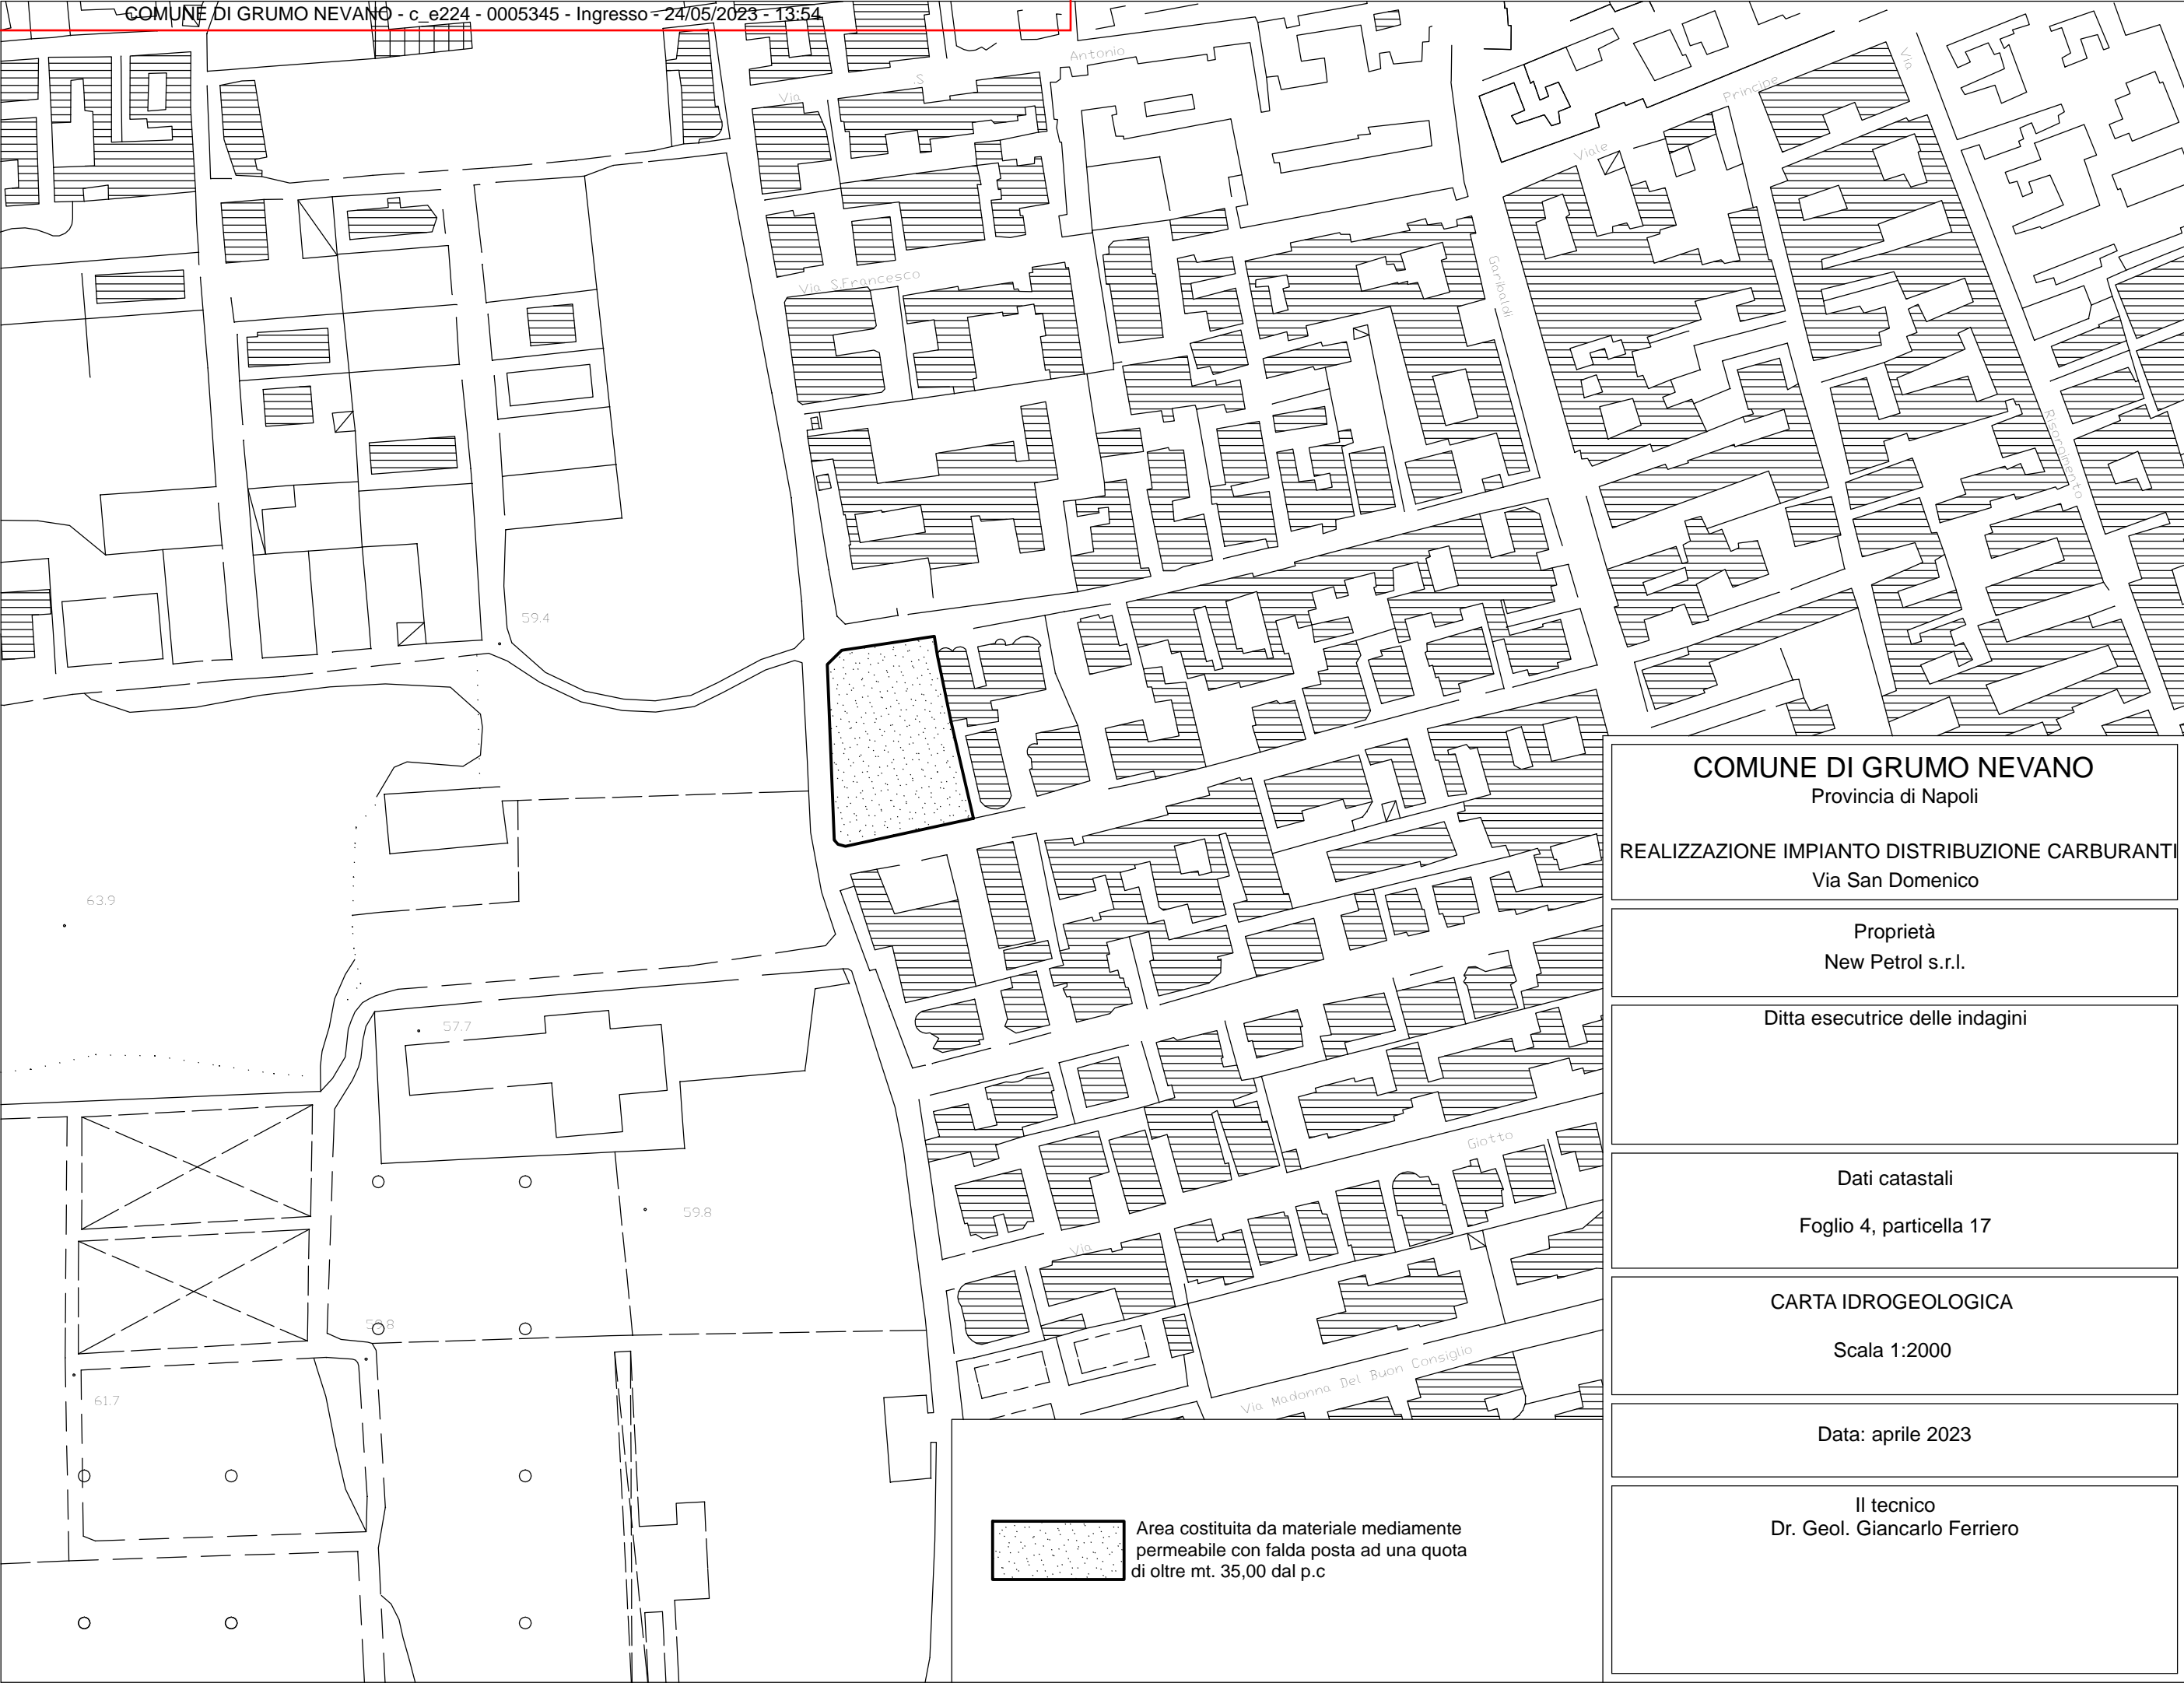 COMUNE DI GRUMO NEVANO - c_e224 - 0005345 - Ingresso - 24/05/2023 - 13:54
Antonio
S.
Via
Via
Principe
Viale
Via S.Francesco
Garibaldi
Risorgimento
59.4
63.9
57.7
59.8
59.8
61.7
Giotto
Via
Via Madonna Del Buon Consiglio
COMUNE DI GRUMO NEVANO
Provincia di Napoli
REALIZZAZIONE IMPIANTO DISTRIBUZIONE CARBURANTI
Via San Domenico
Proprietà
New Petrol s.r.l.
Ditta esecutrice delle indagini
Dati catastali
Foglio 4, particella 17
CARTA IDROGEOLOGICA
Scala 1:2000
Data: aprile 2023
Il tecnico
Dr. Geol. Giancarlo Ferriero
Area costituita da materiale mediamente
permeabile con falda posta ad una quota
di oltre mt. 35,00 dal p.c